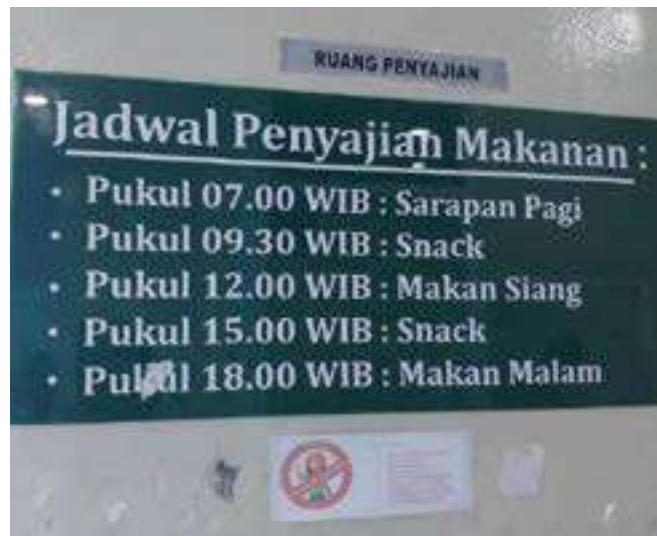 RUANG PENYAJIAN
Jadwal Penyajian Makanan :
• Pukul 07.00 WIB : Sarapan Pagi
• Pukul 09.30 WIB : Snack
• Pukul 12.00 WIB : Makan Siang
• Pukul 15.00 WIB : Snack
• Pukul 18.00 WIB : Makan Malam